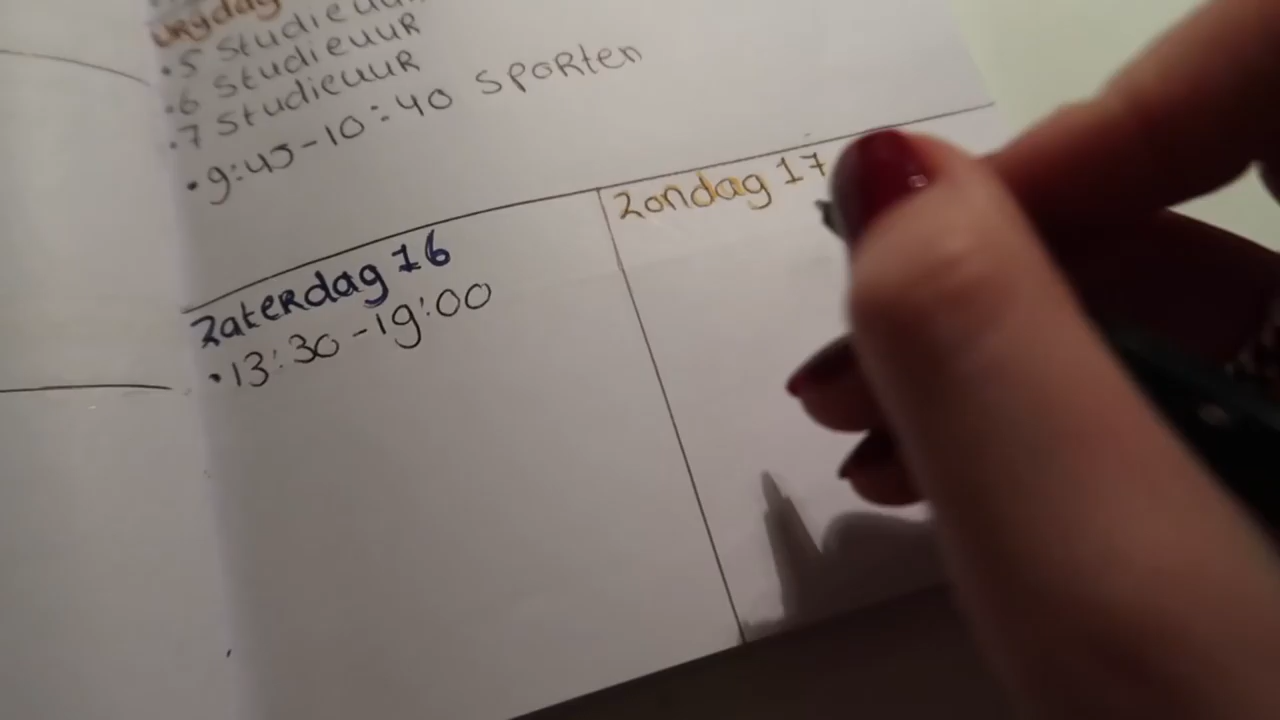 vrydag
• 5 studieuur
• 6 studieuur
• 7 studieuur
• 9:45-10:40 sporten
Zaterdag 16
• 13:30-19:00
Zondag 17